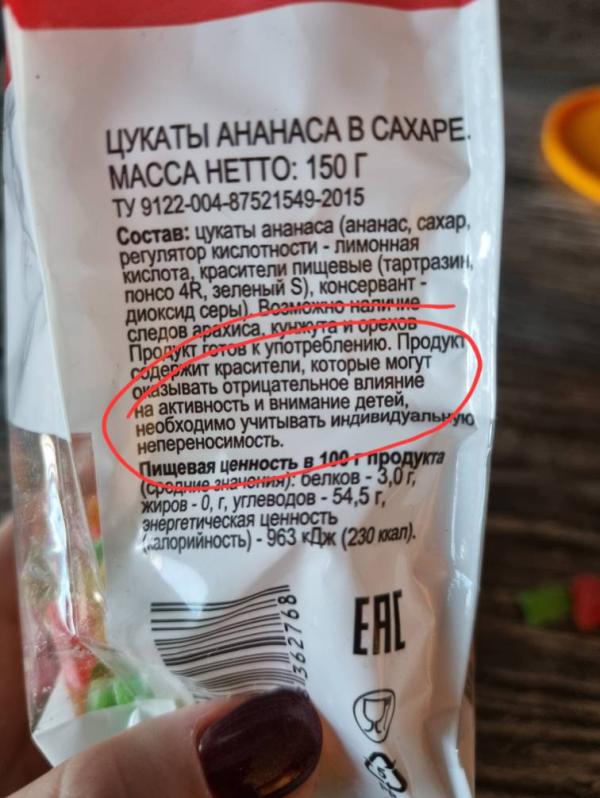 ЦУКАТЫ АНАНАСА В САХАРЕ.
МАССА НЕТТО: 150 Г
ТУ 9122-004-87521549-2015
Состав: цукаты ананаса (ананас, сахар,
регулятор кислотности - лимонная
кислота, красители пищевые (тартразин,
понсо 4R, зеленый S), консервант -
диоксид серы). Возможно наличие
следов арахиса, кунжута и орехов
Продукт готов к употреблению. Продукт
содержит красители, которые могут
оказывать отрицательное влияние
на активность и внимание детей,
необходимо учитывать индивидуальную
непереносимость.
Пищевая ценность в 100 г продукта
(средние значения): белков - 3,0 г,
жиров - 0, г, углеводов - 54,5 г,
энергетическая ценность
(калорийность) - 963 кДж (230 ккал).
362768
ЕАС